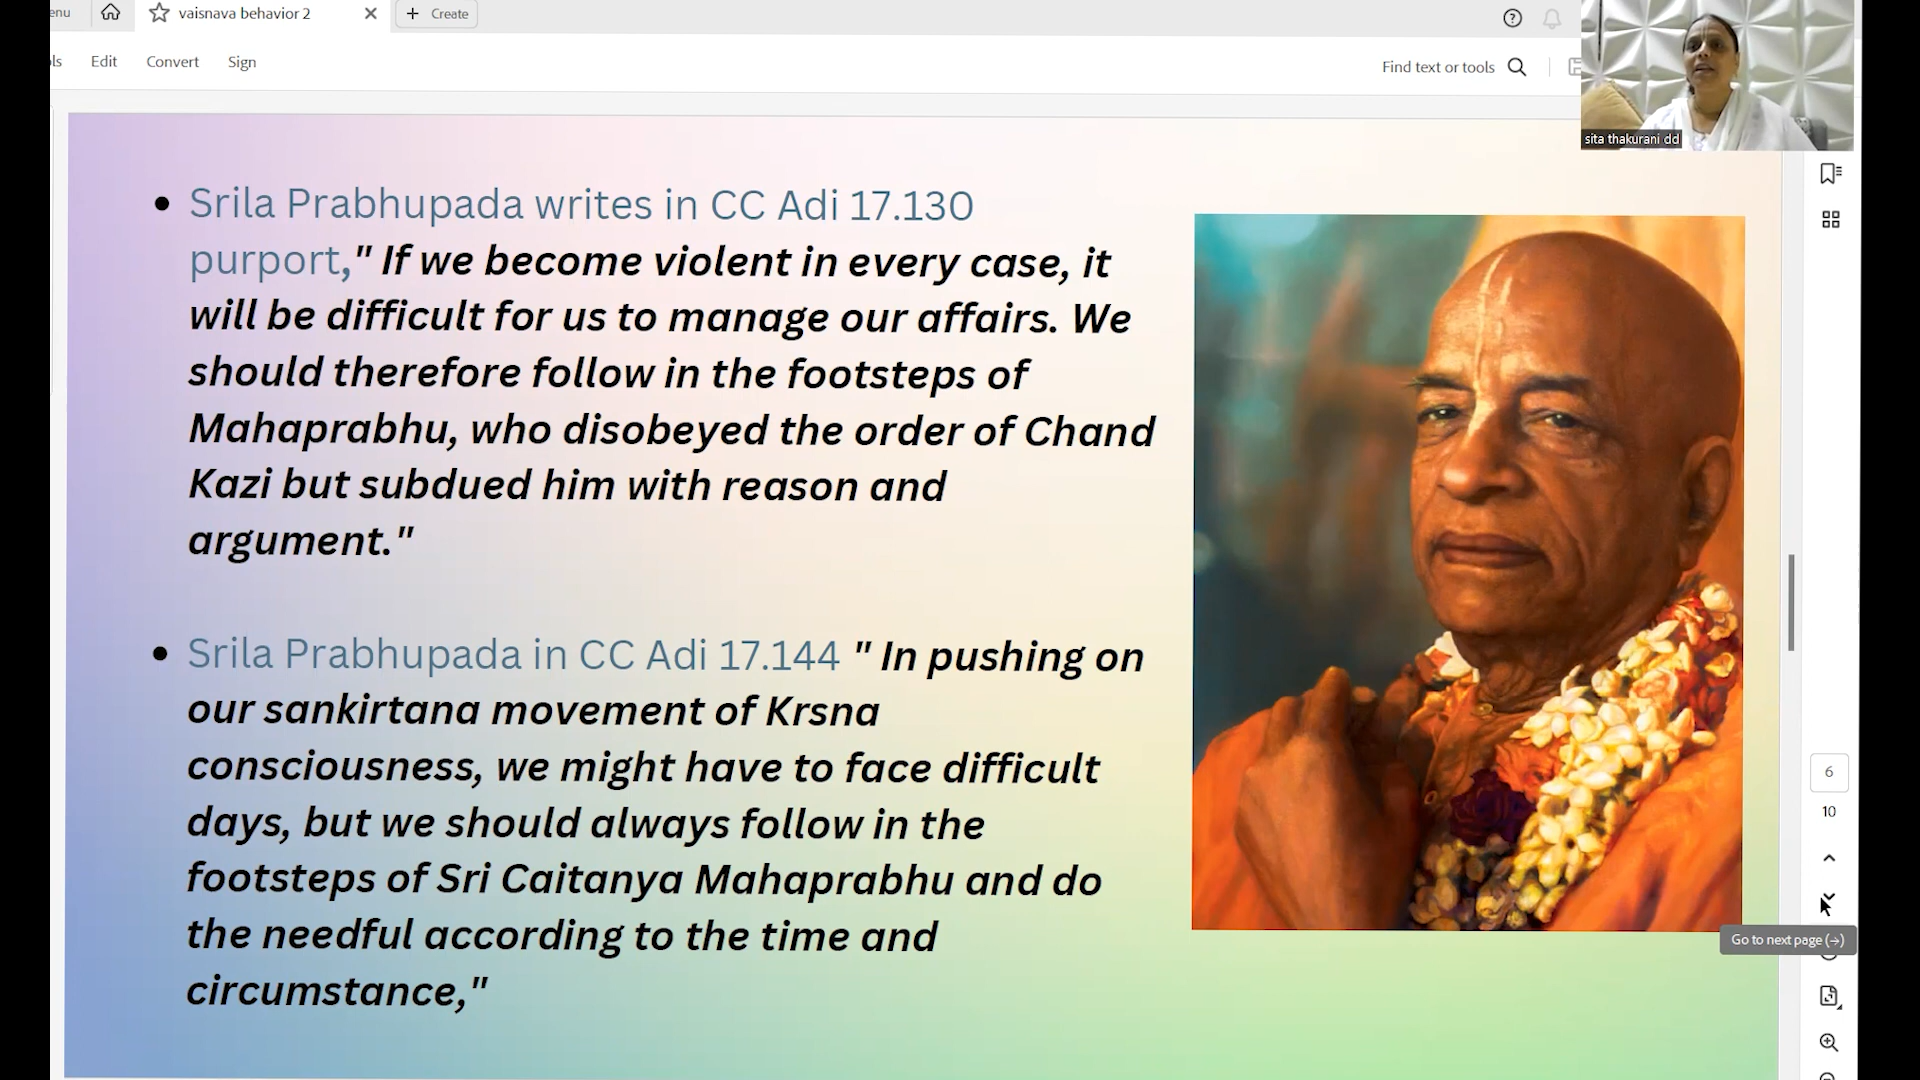 enu
vaisnava behavior 2
Create
ls
Edit
Convert
Sign
Find text or tools
sita thakurani dd
Srila Prabhupada writes in CC Adi 17.130
purport," If we become violent in every case, it
will be difficult for us to manage our affairs. We
should therefore follow in the footsteps of
Mahaprabhu, who disobeyed the order of Chand
Kazi but subdued him with reason and
argument."
Srila Prabhupada in CC Adi 17.144 " In pushing on
our sankirtana movement of Krsna
consciousness, we might have to face difficult
days, but we should always follow in the
footsteps of Sri Caitanya Mahaprabhu and do
the needful according to the time and
circumstance,"
6
10
Go to next page (→)